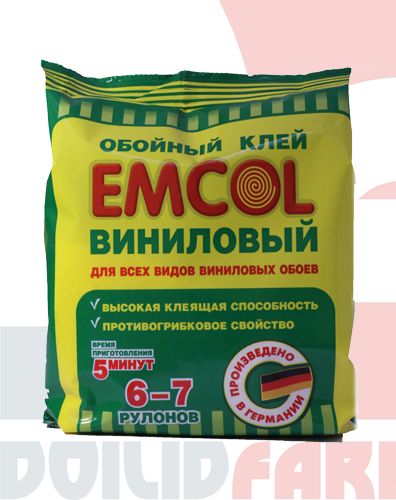 ОБОЙНЫЙ КЛЕЙ
EMCOL
ВИНИЛОВЫЙ
ДЛЯ ВСЕХ ВИДОВ ВИНИЛОВЫХ ОБОЕВ
ВЫСОКАЯ КЛЕЯЩАЯ СПОСОБНОСТЬ
ПРОТИВОГРИБКОВОЕ СВОЙСТВО
ВРЕМЯ
ПРИГОТОВЛЕНИЯ
5 МИНУТ
6–7
РУЛОНОВ
ПРОИЗВЕДЕНО
В ГЕРМАНИИ
DOILIDFARB